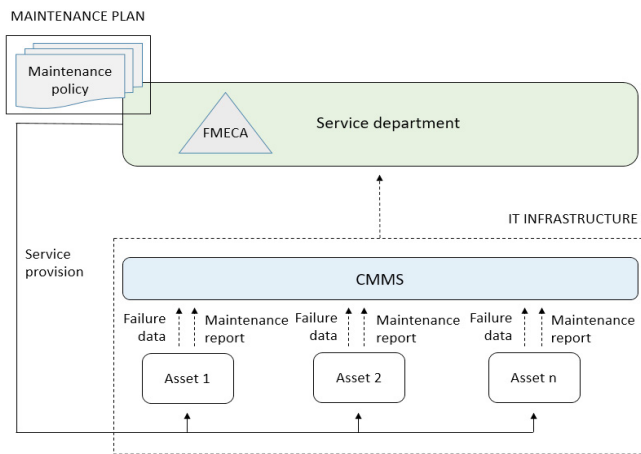 MAINTENANCE PLAN
Maintenance
policy
FMECA
Service department
IT INFRASTRUCTURE
Service
provision
CMMS
Failure
data
Maintenance
report
Failure
data
Maintenance
report
Failure
data
Maintenance
report
Asset 1
Asset 2
Asset n